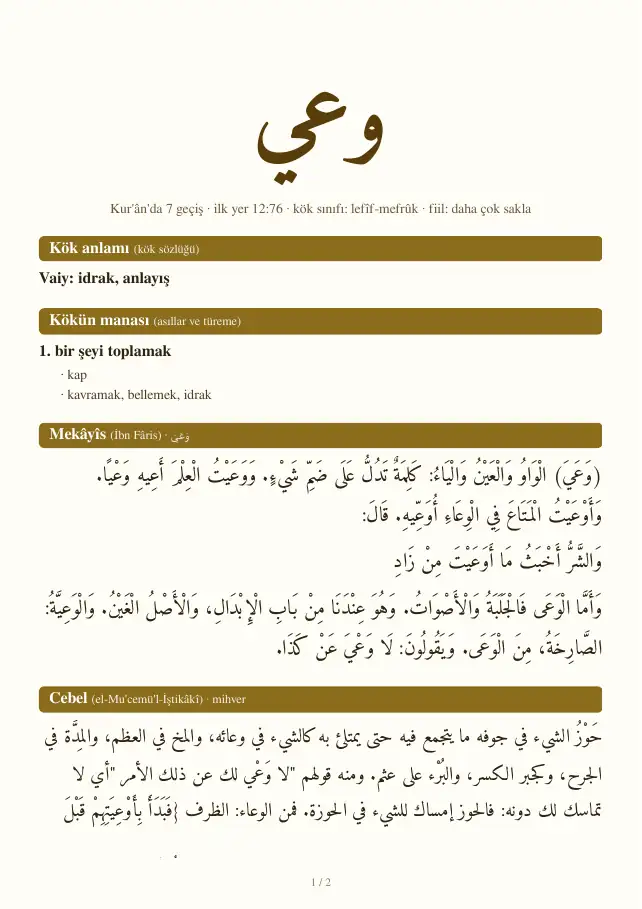 وعي
Kur'ân'da 7 geçiş · ilk yer 12:76 · kök sınıfı: lefîf-mefrûk · fiil: daha çok sakla
Kök anlamı (kök sözlüğü)
Vaiy: idrak, anlayış
Kökün manası (asıllar ve türeme)
1. bir şeyi toplamak
· kap
· kavramak, bellemek, idrak
Mekâyîs (İbn Fâris) · وَعْي
(وَعَيَ) الْوَاوُ وَالْعَيْنُ وَالْيَاءُ: كَلِمَةٌ تَدُلُّ عَلَى ضَمِّ شَيْءٍ. وَوَعَيْتُ الْعِلْمَ أَعِيهِ وَعْيًا.
وَأَوْعَيْتُ الْمَتَاعَ فِي الْوِعَاءِ أُوَعِّيهِ. قَالَ:
وَالشَّرُّ أَخْبَثُ مَا أَوَعَيْتَ مِنْ زَادِ
وَأَمَّا الْوَعَى فَالْجَلَبَةُ وَالْأَصْوَاتُ. وَهُوَ عِنْدَنَا مِنْ بَابِ الْإِبْدَالِ، وَالْأَصْلُ الْغَيْنُ. وَالْوَعِيَّةُ:
الصَّارِخَةُ، مِنَ الْوَعَى. وَيَقُولُونَ: لَا وَعْيَ عَنْ كَذَا.
Cebel (el-Mu'cemü'l-İştikâkî) · mihver
حَوْزُ الشيء في جوفه ما يتجمع فيه حتى يمتلئ به كالشيء في وعائه، والمخ في العظم، والمِدَّة في
الجرح، وكجبر الكسر، والبُرْء على عثم. ومنه قولهم "لا وَعْي لك عن ذلك الأمر "أي لا
تماسك لك دونه: فالحوز إمساك للشيء في الحوزة. فمن الوعاء: الظرف {فَبَدَأَ بِأَوْعِيَتِهِمْ قَبْلَ
1 / 2